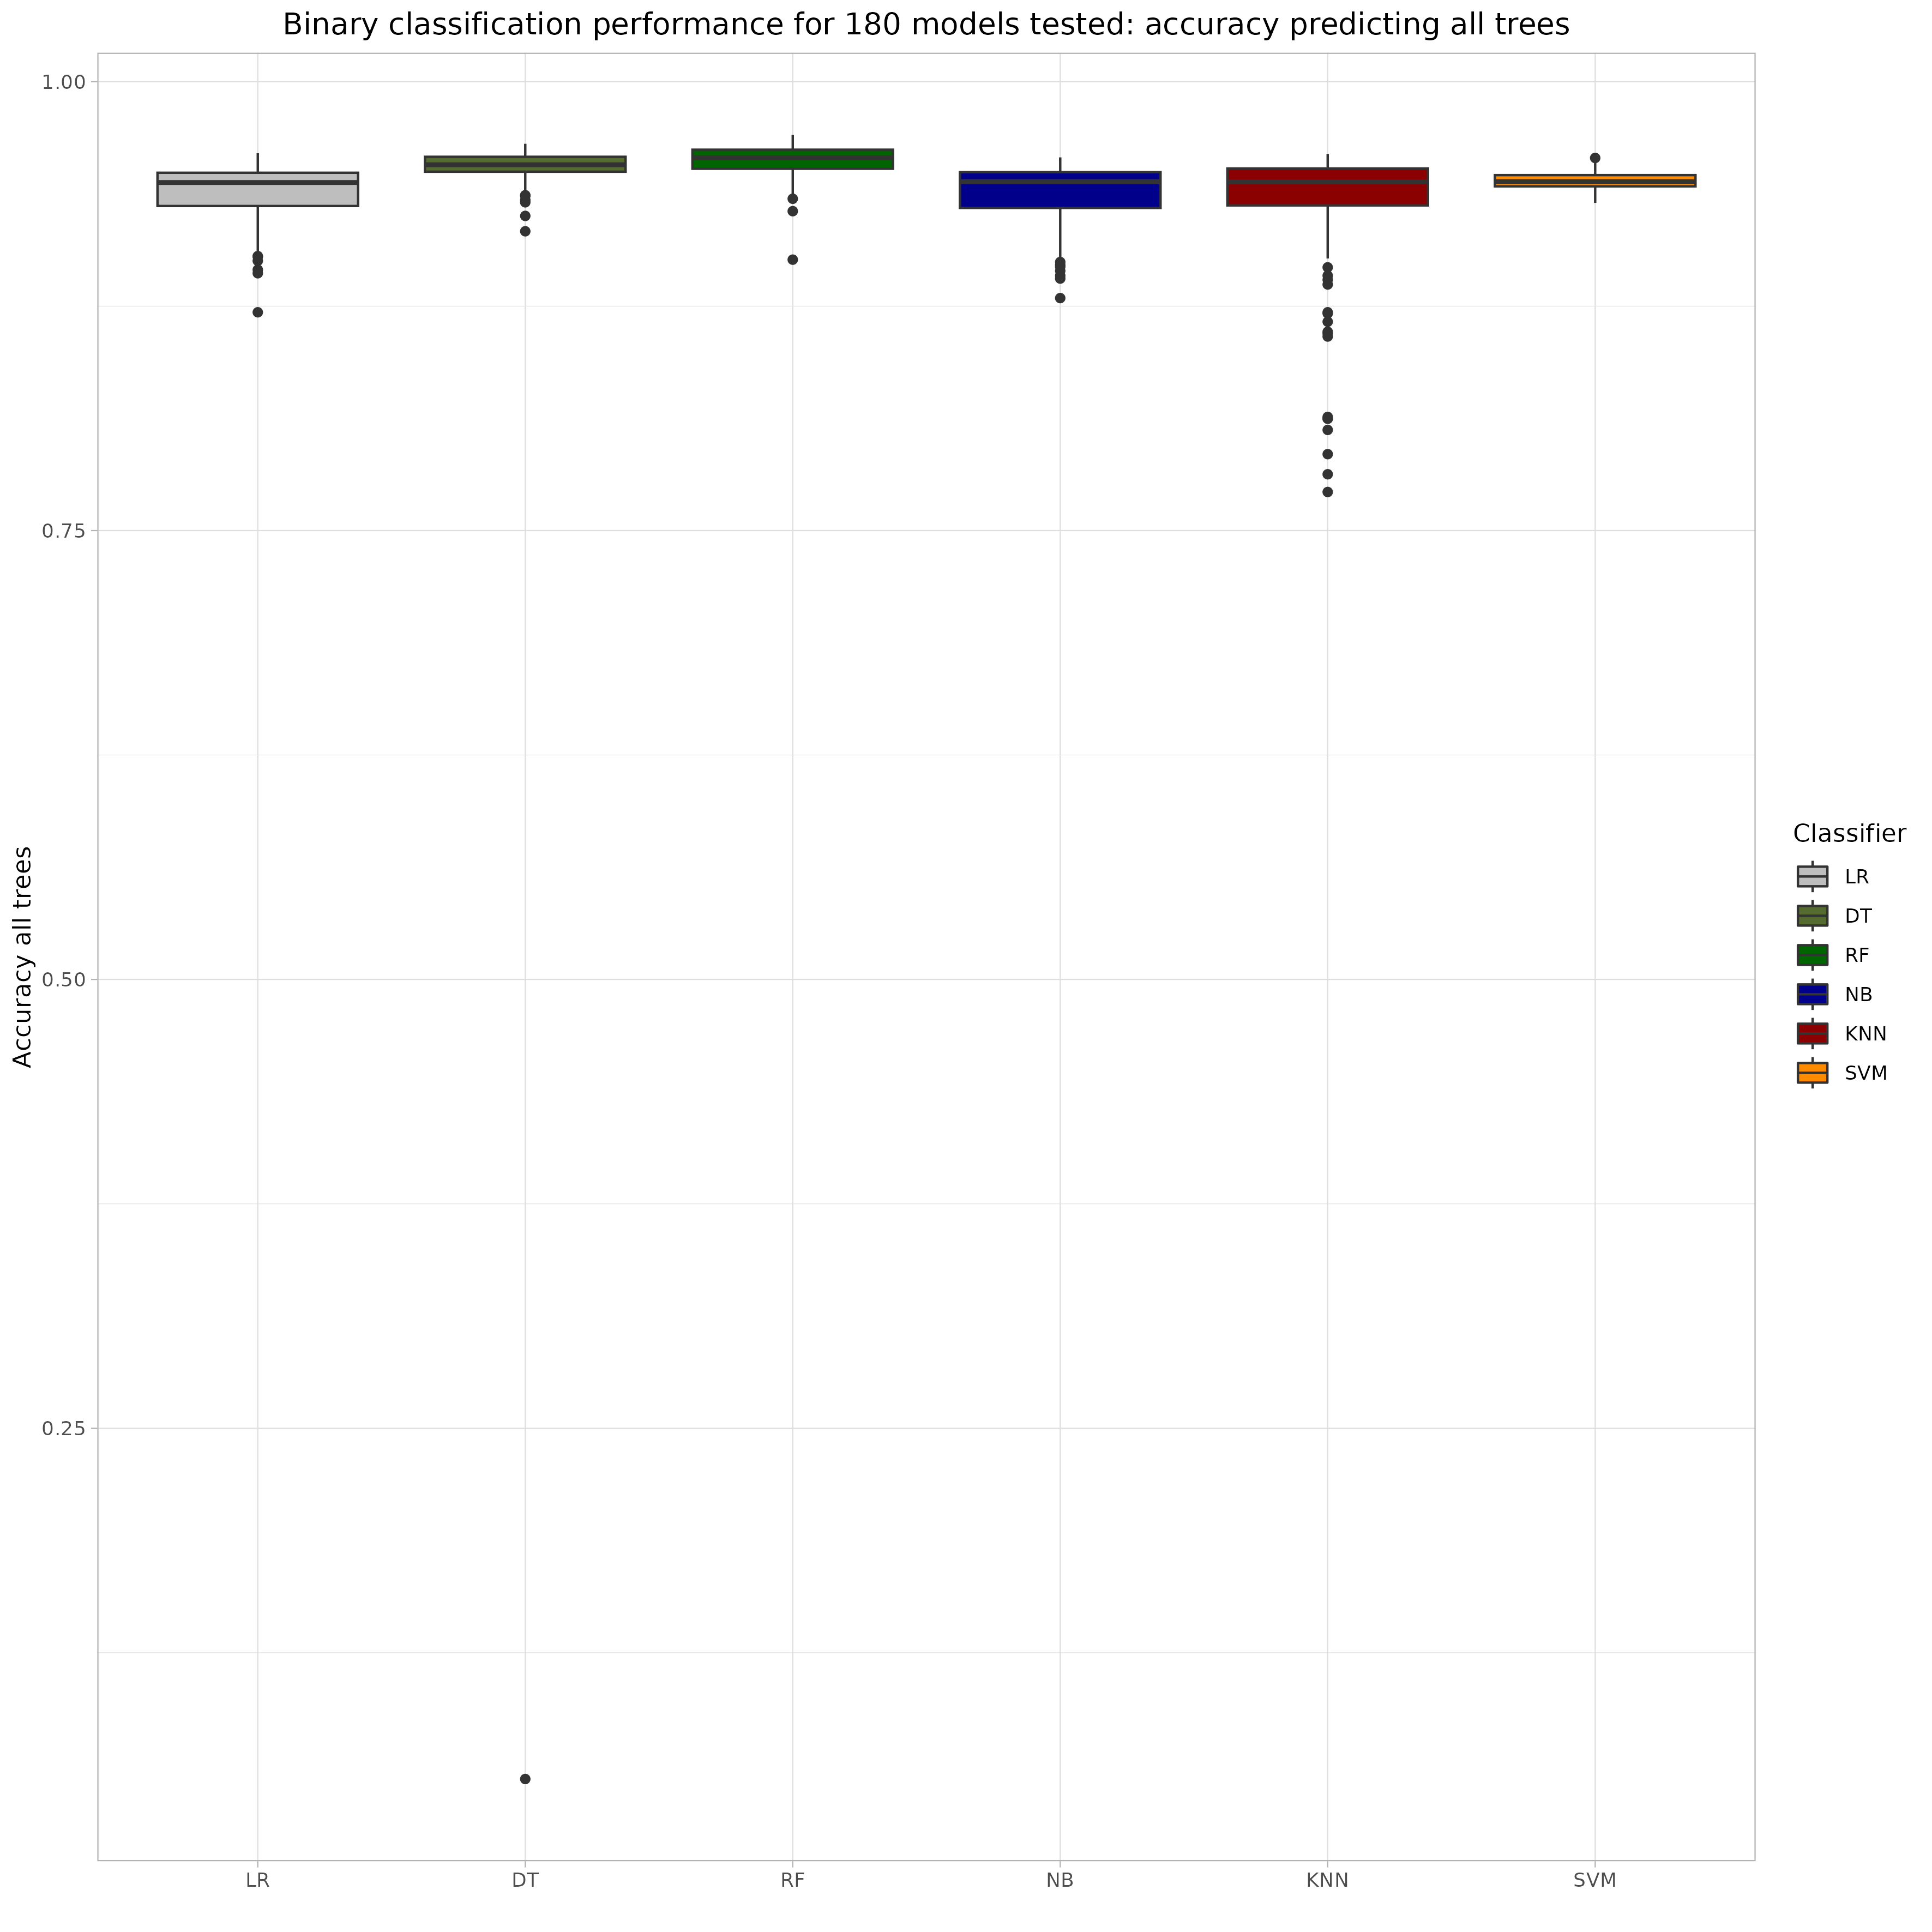 Binary classification performance for 180 models tested: accuracy predicting all trees
1.00
0.75
0.50
0.25
Accuracy all trees
LR
DT
RF
NB
KNN
SVM
Classifier
LR
DT
RF
NB
KNN
SVM